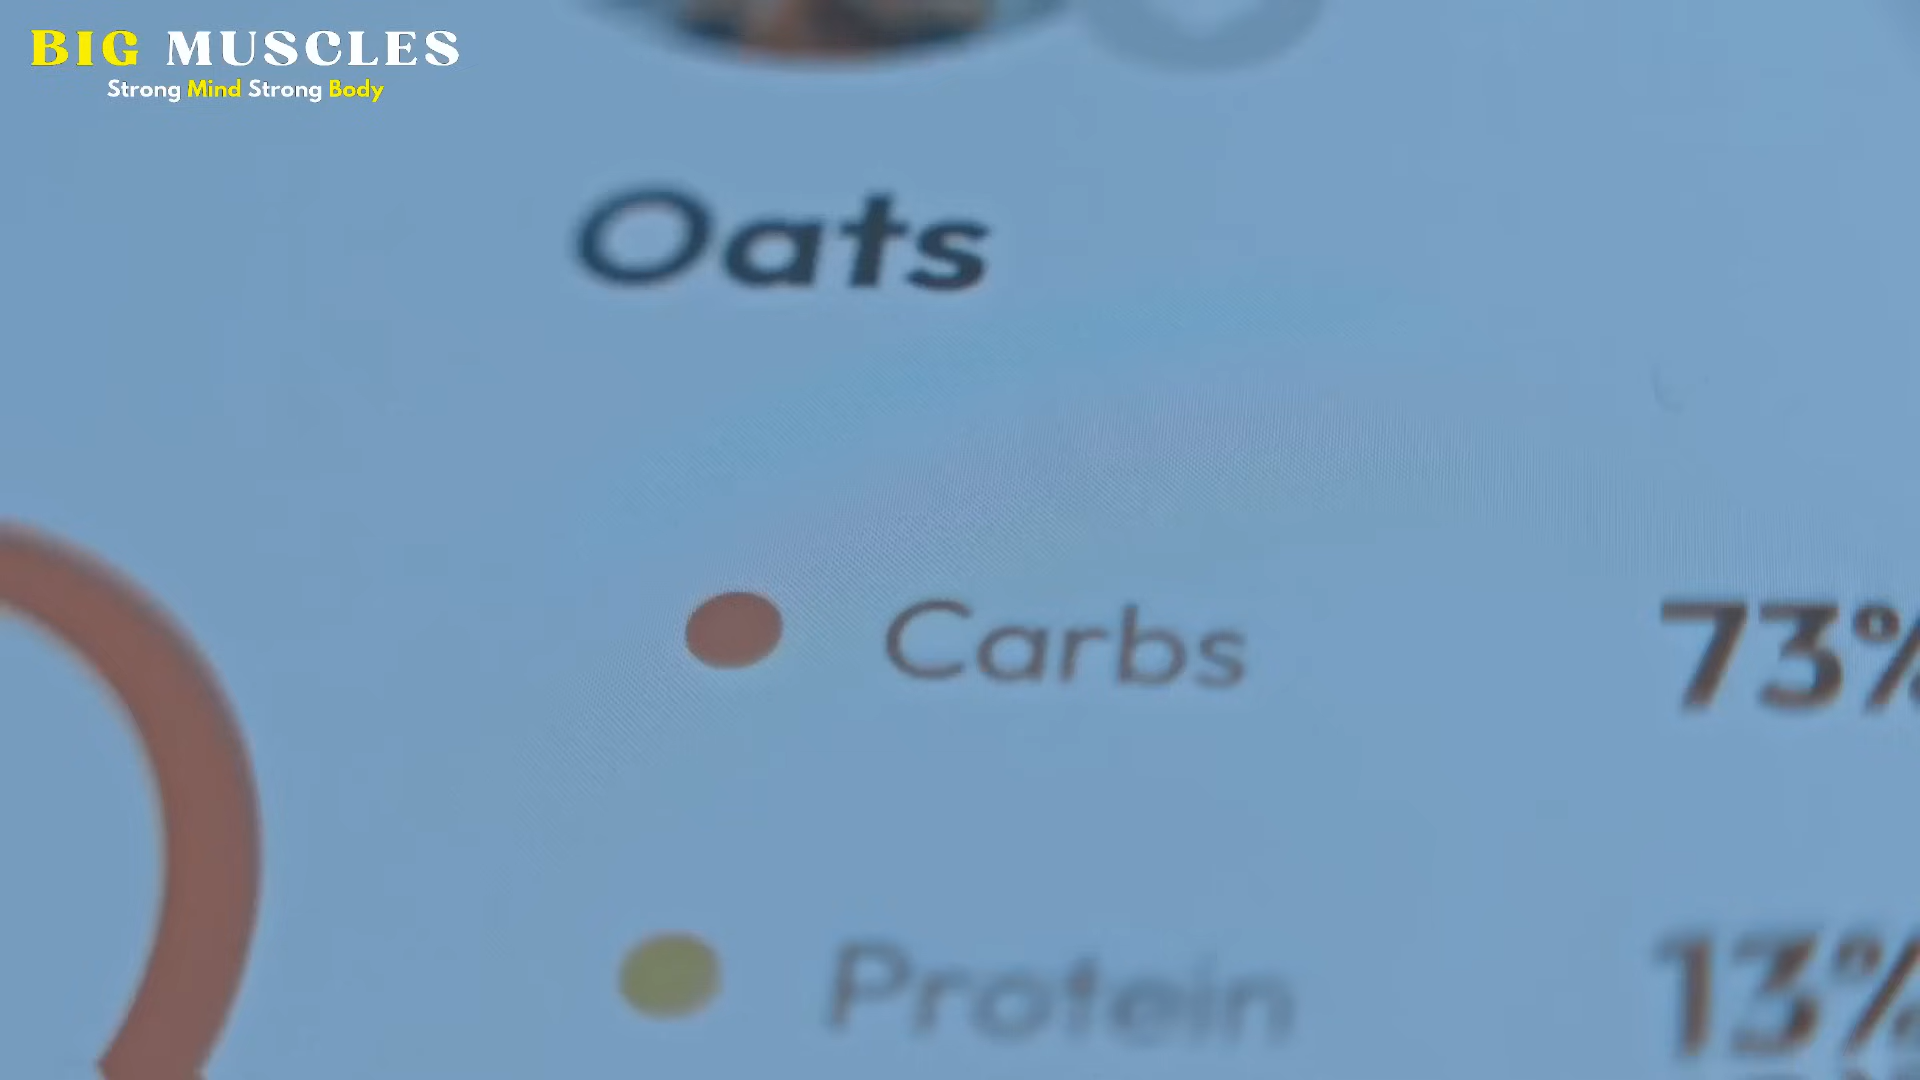 BIG MUSCLES
Strong Mind Strong Body
Oats
Carbs 73%
Protein 13%